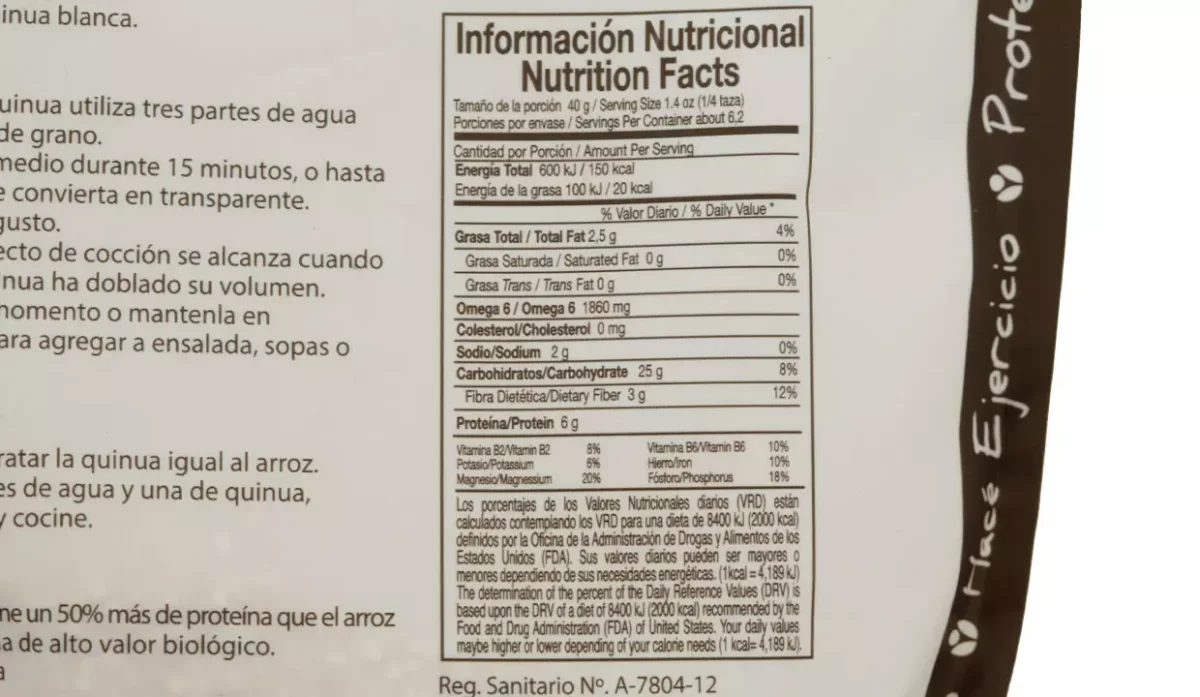 inua blanca.
uinua utiliza tres partes de agua
de grano.
medio durante 15 minutos, o hasta
e convierta en transparente.
gusto.
ecto de cocción se alcanza cuando
nua ha doblado su volumen.
momento o mantenla en
ara agregar a ensalada, sopas o
ratar la quinua igual al arroz.
es de agua y una de quinua,
y cocine.
ne un 50% más de proteína que el arroz
a de alto valor biológico.
a
Información Nutricional
Nutrition Facts
Tamaño de la porción 40 g / Serving Size 1.4 oz (1/4 taza)
Porciones por envase / Servings Per Container about 6,2
Cantidad por Porción / Amount Per Serving
Energía Total 600 kJ / 150 kcal
Energía de la grasa 100 kJ / 20 kcal
% Valor Diario / % Daily Value *
Grasa Total / Total Fat 2,5 g 4%
Grasa Saturada / Saturated Fat 0 g 0%
Grasa Trans / Trans Fat 0 g 0%
Omega 6 / Omega 6 1860 mg
Colesterol/Cholesterol 0 mg
Sodio/Sodium 2 g 0%
Carbohidratos/Carbohydrate 25 g 8%
Fibra Dietética/Dietary Fiber 3 g 12%
Proteína/Protein 6 g
Vitamina B2/Vitamin B2 8% Vitamina B6/Vitamin B6 10%
Potasio/Potassium 6% Hierro/Iron 10%
Magnesio/Magnessium 20% Fósforo/Phosphorus 18%
Los porcentajes de los Valores Nutricionales diarios (VRD) están
calculados contemplando los VRD para una dieta de 8400 kJ (2000 kcal)
definidos por la Oficina de la Administración de Drogas y Alimentos de los
Estados Unidos (FDA). Sus valores diarios pueden ser mayores o
menores dependiendo de sus necesidades energéticas. (1kcal = 4,189 kJ)
The determination of the percent of the Daily Reference Values (DRV) is
based upon the DRV of a diet of 8400 kJ (2000 kcal) recommended by the
Food and Drug Administration (FDA) of United States. Your daily values
maybe higher or lower depending of your calorie needs (1 kcal= 4,189 kJ).
Reg. Sanitario Nº. A-7804-12
Hacé Ejercicio Prote